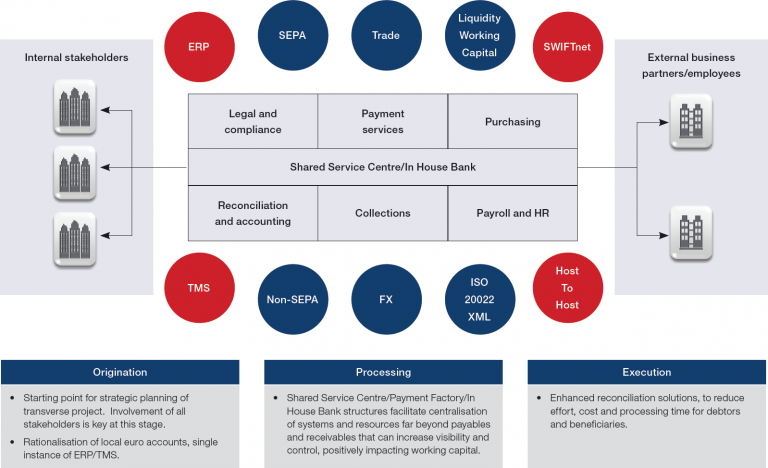 Internal stakeholders
ERP
SEPA
Trade
Liquidity
Working
Capital
SWIFTnet
External business
partners/employees
Legal and
compliance
Payment
services
Purchasing
Shared Service Centre/In House Bank
Reconciliation
and accounting
Collections
Payroll and HR
TMS
Non-SEPA
FX
ISO
20022
XML
Host
To
Host
Origination
• Starting point for strategic planning of
transverse project. Involvement of all
stakeholders is key at this stage.
• Rationalisation of local euro accounts, single
instance of ERP/TMS.
Processing
• Shared Service Centre/Payment Factory/In
House Bank structures facilitate centralisation
of systems and resources far beyond payables
and receivables that can increase visibility and
control, positively impacting working capital.
Execution
• Enhanced reconciliation solutions, to reduce
effort, cost and processing time for debtors
and beneficiaries.